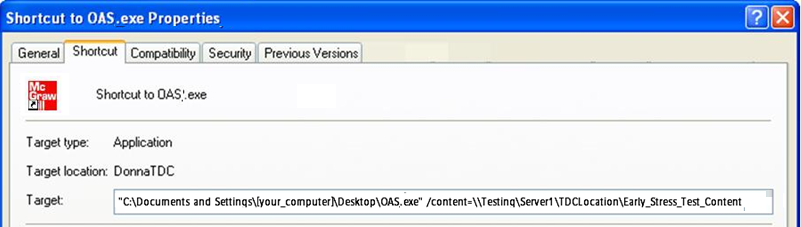 Shortcut to OAS.exe Properties
General Shortcut Compatibility Security Previous Versions
Mc
Graw
Hill
Shortcut to OAS'.exe
Target type: Application
Target location: DonnaTDC
Target: "C:\Documents and Settings\[your_computer]\Desktop\OAS.exe" /content=\\Testing\Server1\TDCLocation\Early_Stress_Test_Content